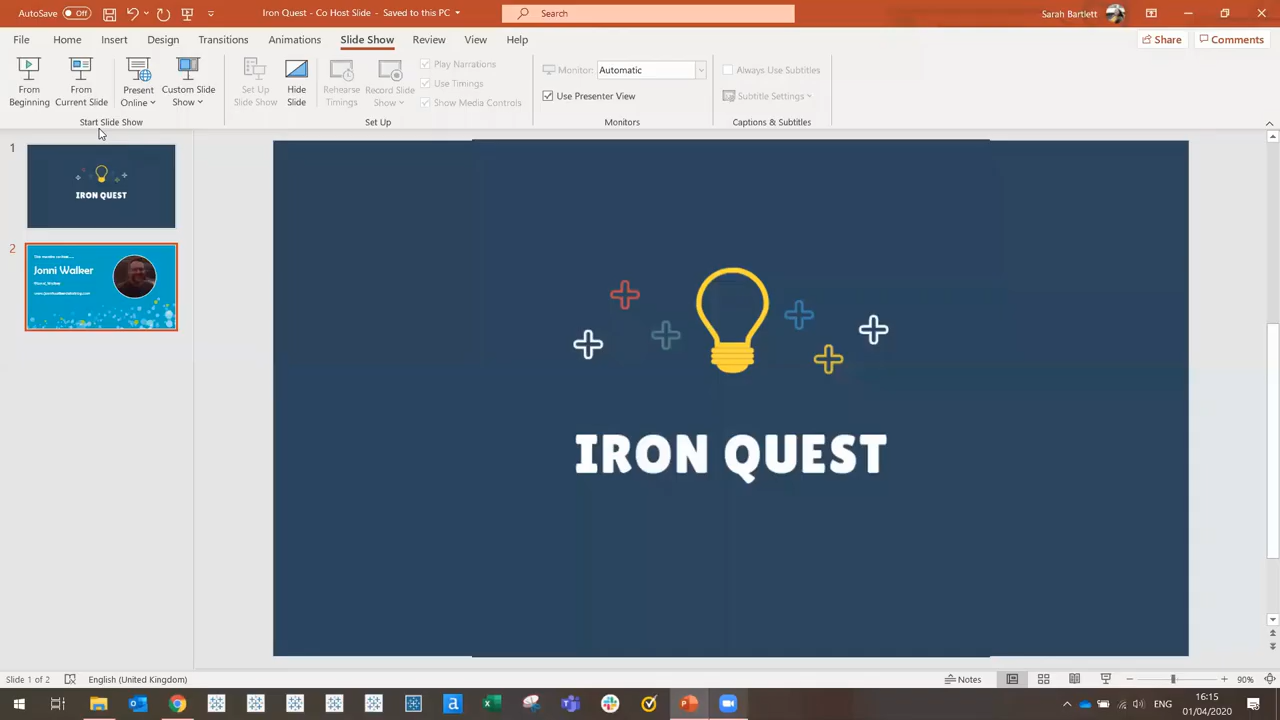 AutoSave Off
Iron Quest - Co Host Slide - Saved to this PC
Search
Sarah Bartlett
File Home Insert Design Transitions Animations Slide Show Review View Help
Share Comments
From Beginning
From Current Slide
Present Online
Custom Slide Show
Start Slide Show
Set Up Slide Show
Hide Slide
Rehearse Timings
Record Slide Show
Play Narrations
Use Timings
Show Media Controls
Set Up
Monitor: Automatic
Use Presenter View
Monitors
Always Use Subtitles
Subtitle Settings
Captions & Subtitles
1
IRON QUEST
2
Jonni Walker
IRON QUEST
Slide 1 of 2 English (United Kingdom) Notes 90%
ENG 16:15
01/04/2020